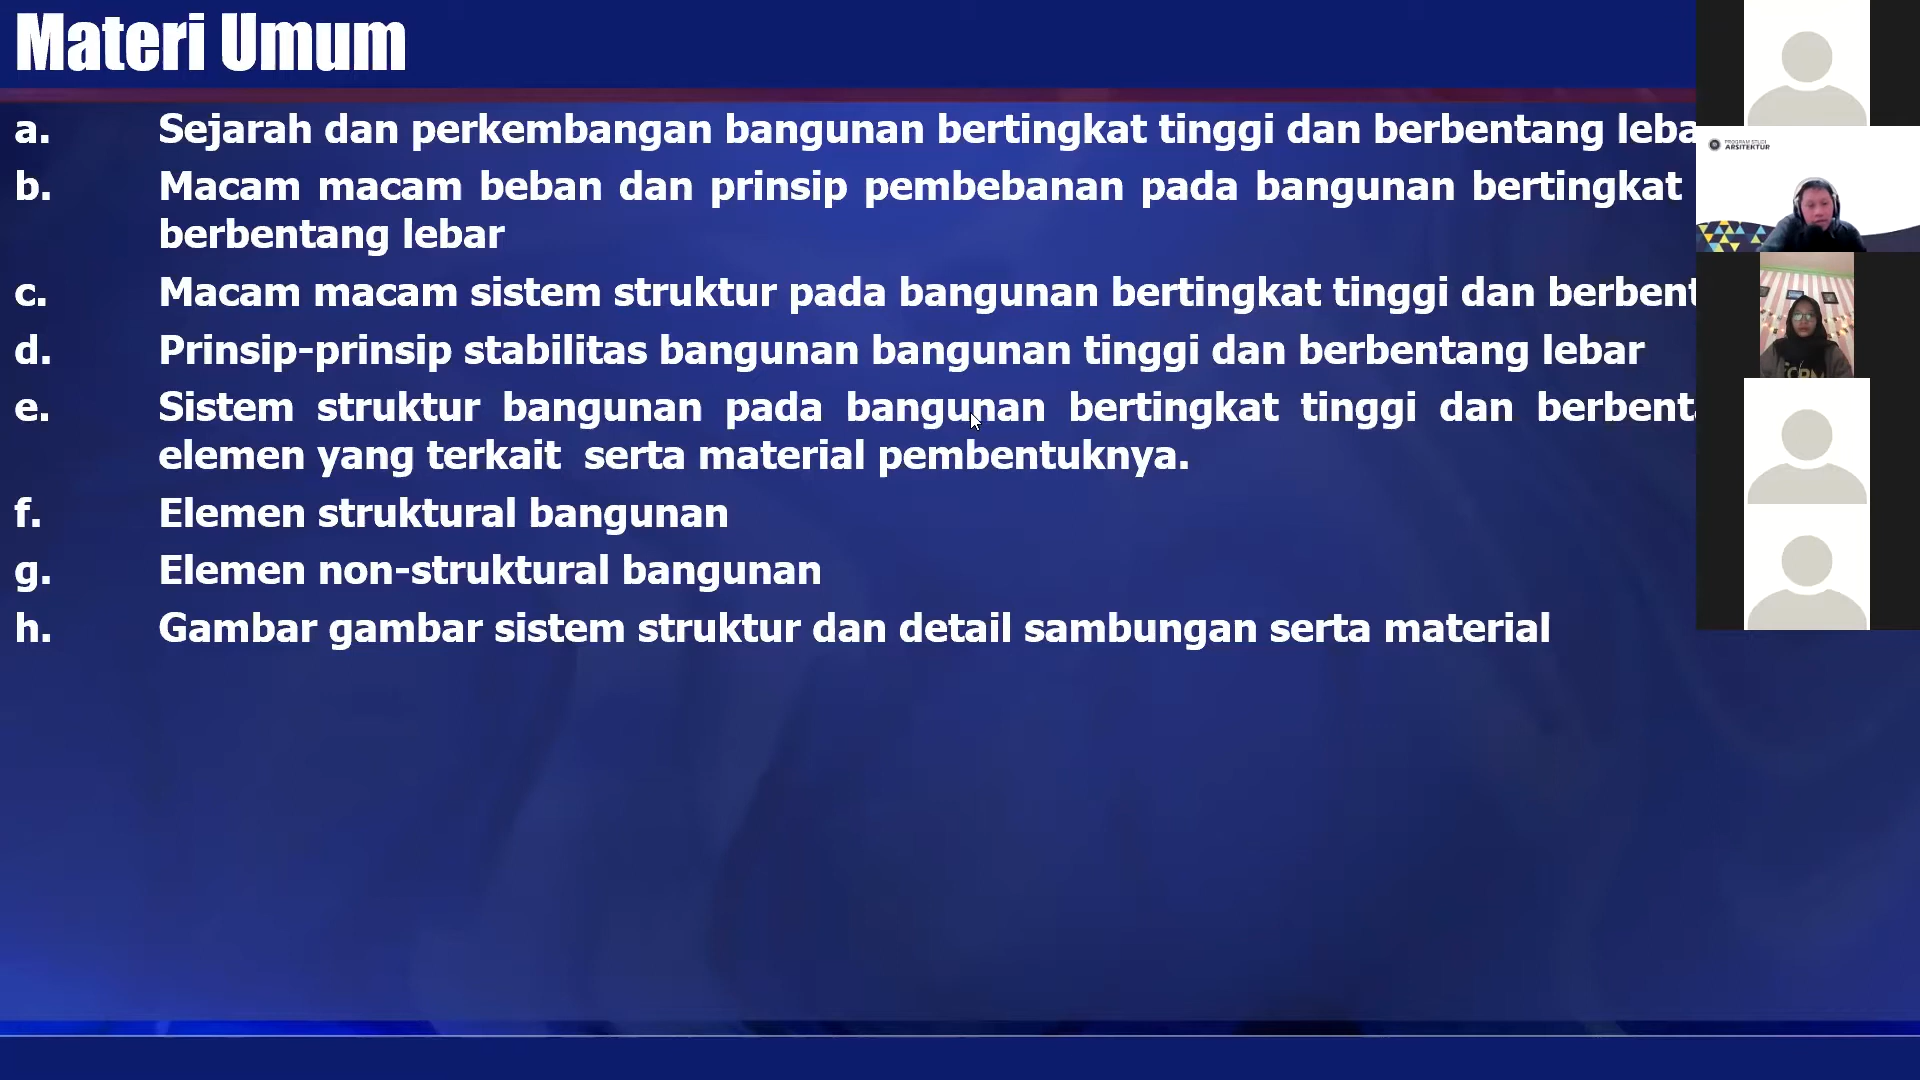 Materi Umum
a. Sejarah dan perkembangan bangunan bertingkat tinggi dan berbentang
b. Macam macam beban dan prinsip pembebanan pada bangunan bertingkat
berbentang lebar
c. Macam macam sistem struktur pada bangunan bertingkat tinggi dan
d. Prinsip-prinsip stabilitas bangunan bangunan tinggi dan berbentang lebar
e. Sistem struktur bangunan pada bangunan bertingkat tinggi dan
elemen yang terkait serta material pembentuknya.
f. Elemen struktural bangunan
g. Elemen non-struktural bangunan
h. Gambar gambar sistem struktur dan detail sambungan serta material
PROGRAM STUDI
ARSITEKTUR